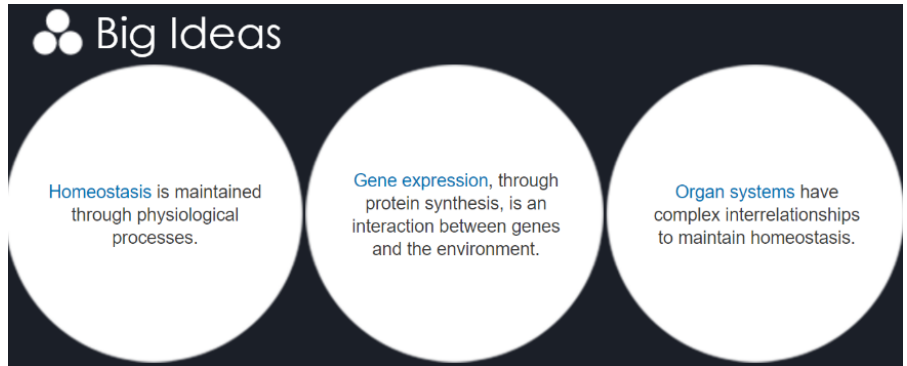 Big Ideas
Homeostasis is maintained
through physiological
processes.
Gene expression, through
protein synthesis, is an
interaction between genes
and the environment.
Organ systems have
complex interrelationships
to maintain homeostasis.